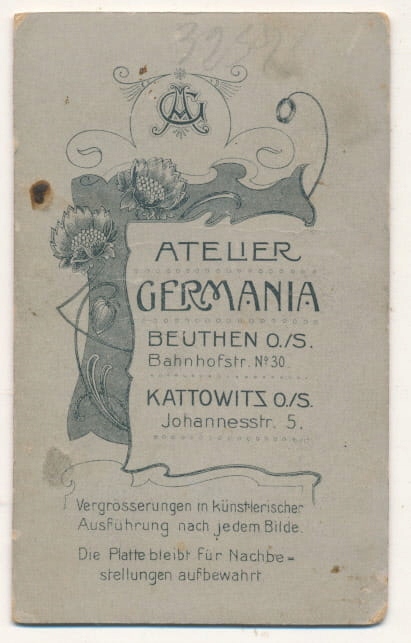 ATELIER
GERMANIA
BEUTHEN O./S.
Bahnhofstr. No 30.
KATTOWITZ O./S.
Johannesstr. 5.
Vergrösserungen in künstlerischer
Ausführung nach jedem Bilde.
Die Platte bleibt für Nachbe=
stellungen aufbewahrt